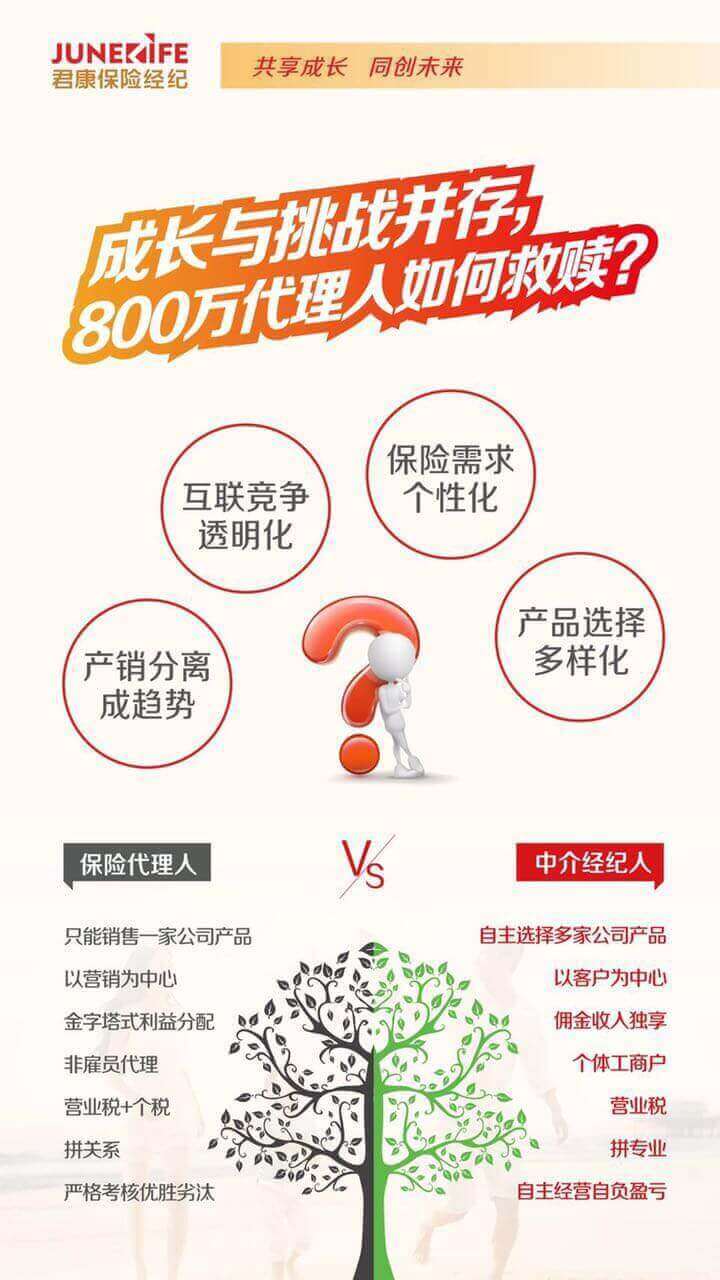 JUNELIFE
君康保险经纪
共享成长 同创未来
成长与挑战并存,
800万代理人如何救赎?
保险需求
个性化
互联竞争
透明化
产品选择
多样化
产销分离
成趋势
?
保险代理人
VS
中介经纪人
只能销售一家公司产品
自主选择多家公司产品
以营销为中心
以客户为中心
金字塔式利益分配
佣金收入独享
非雇员代理
个体工商户
营业税+个税
营业税
拼关系
拼专业
严格考核优胜劣汰
自主经营自负盈亏